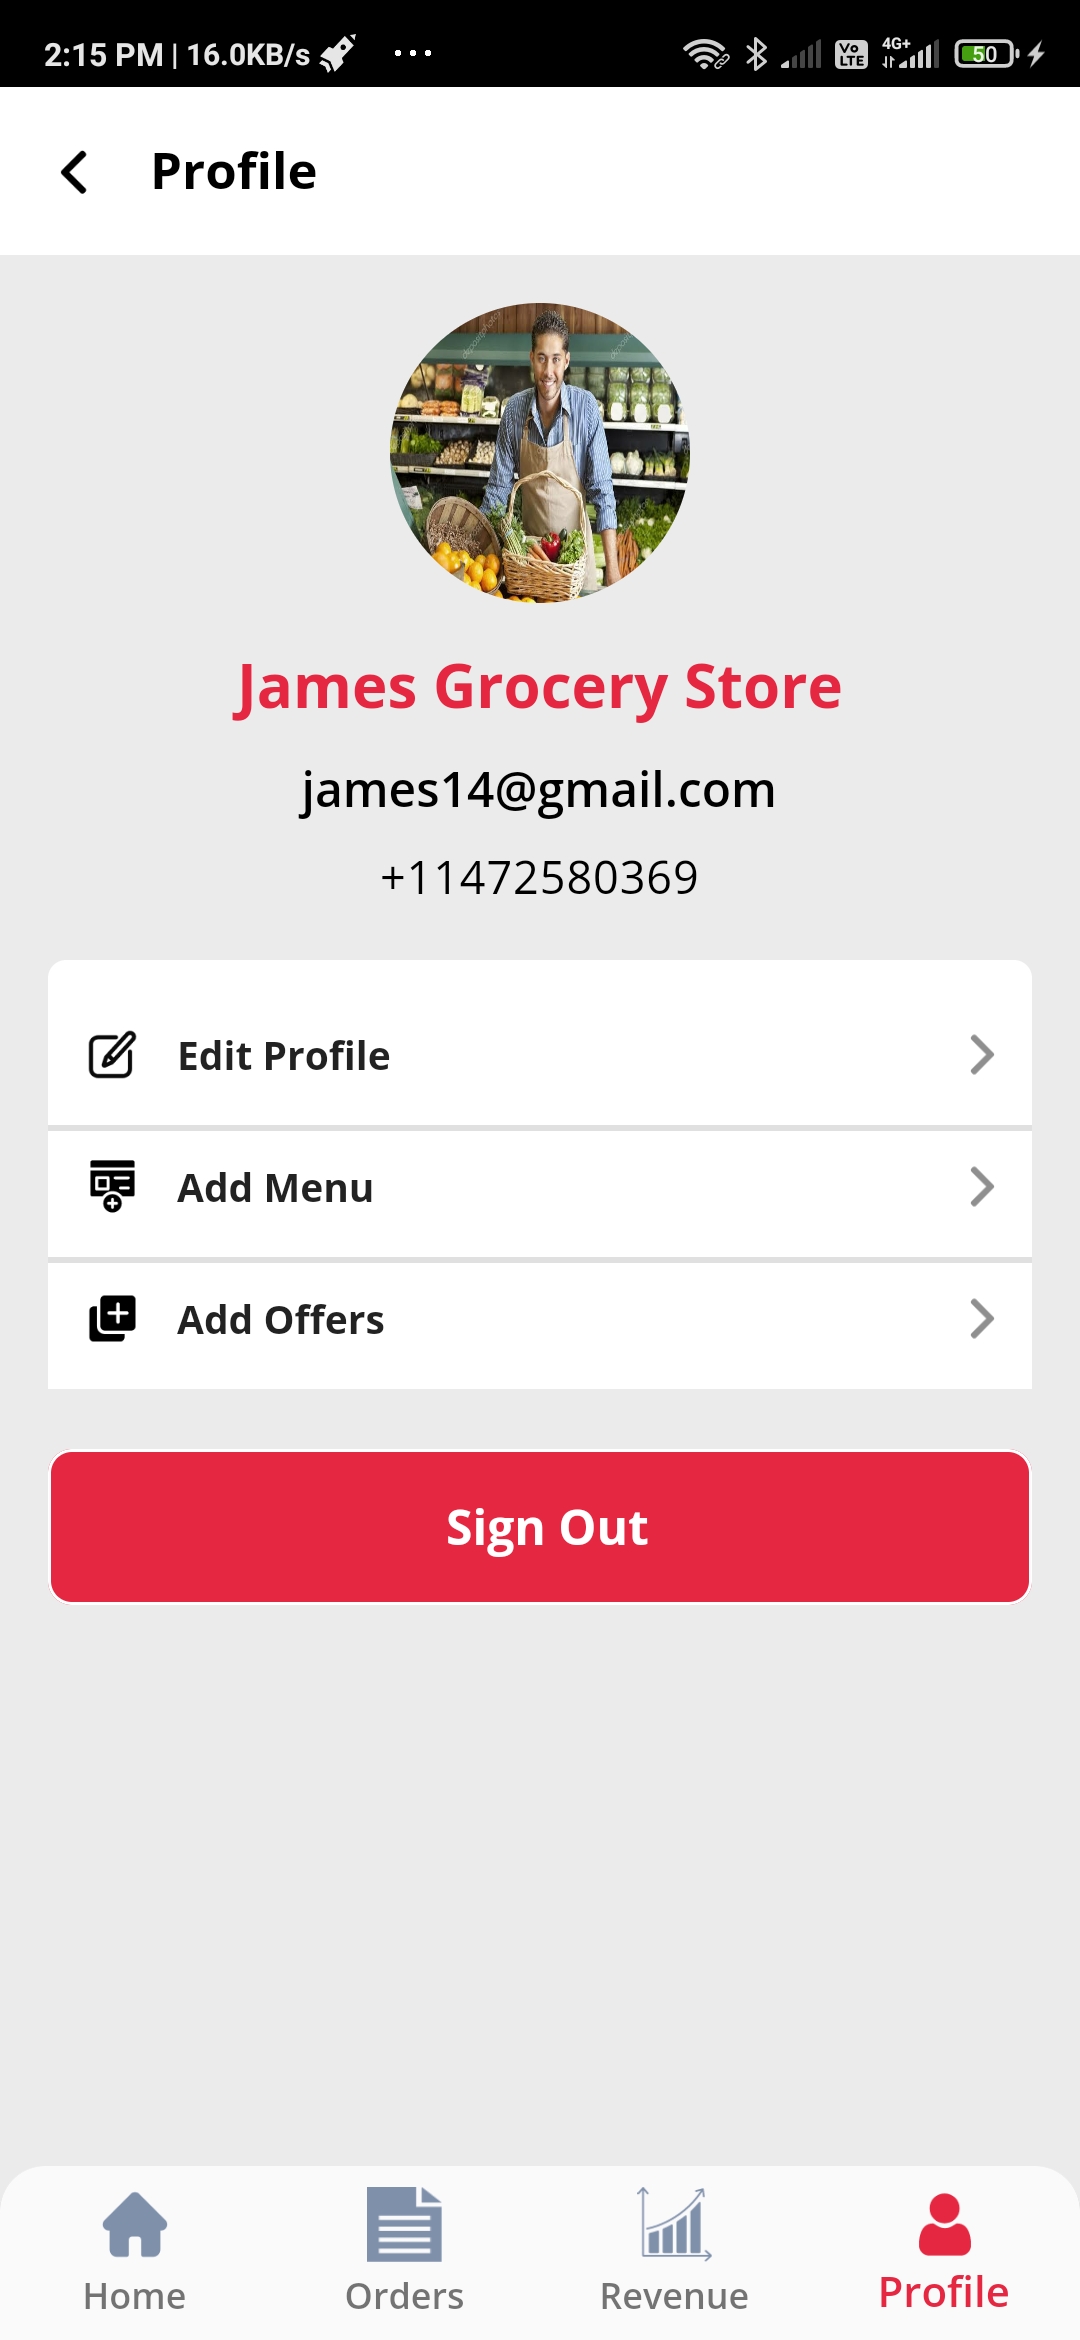 2:15 PM | 16.0KB/s ...
Vo LTE 4G+ 50
Profile
James Grocery Store
james14@gmail.com
+11472580369
Edit Profile
Add Menu
Add Offers
Sign Out
Home Orders Revenue Profile